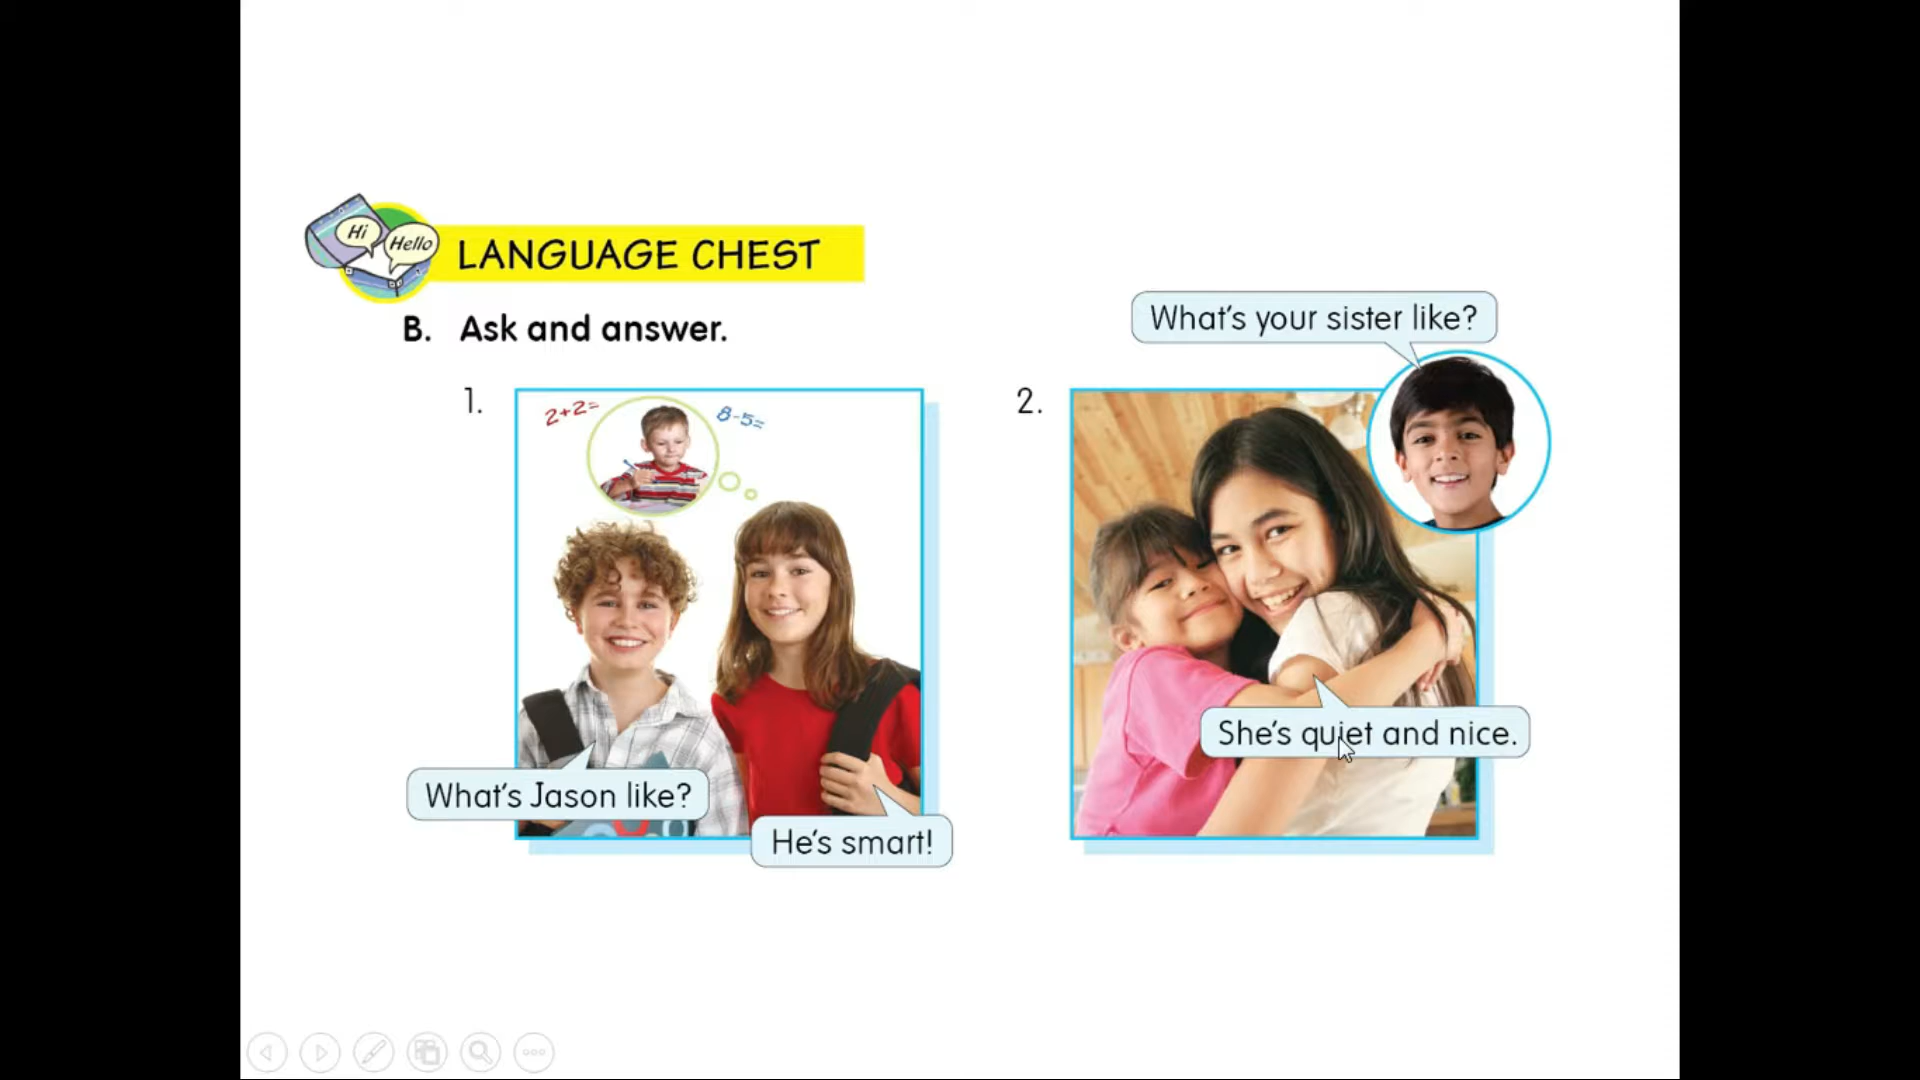 Hi
Hello
LANGUAGE CHEST
B. Ask and answer.
1.
2+2=
8-5=
What's Jason like?
He's smart!
2.
What's your sister like?
She's quiet and nice.